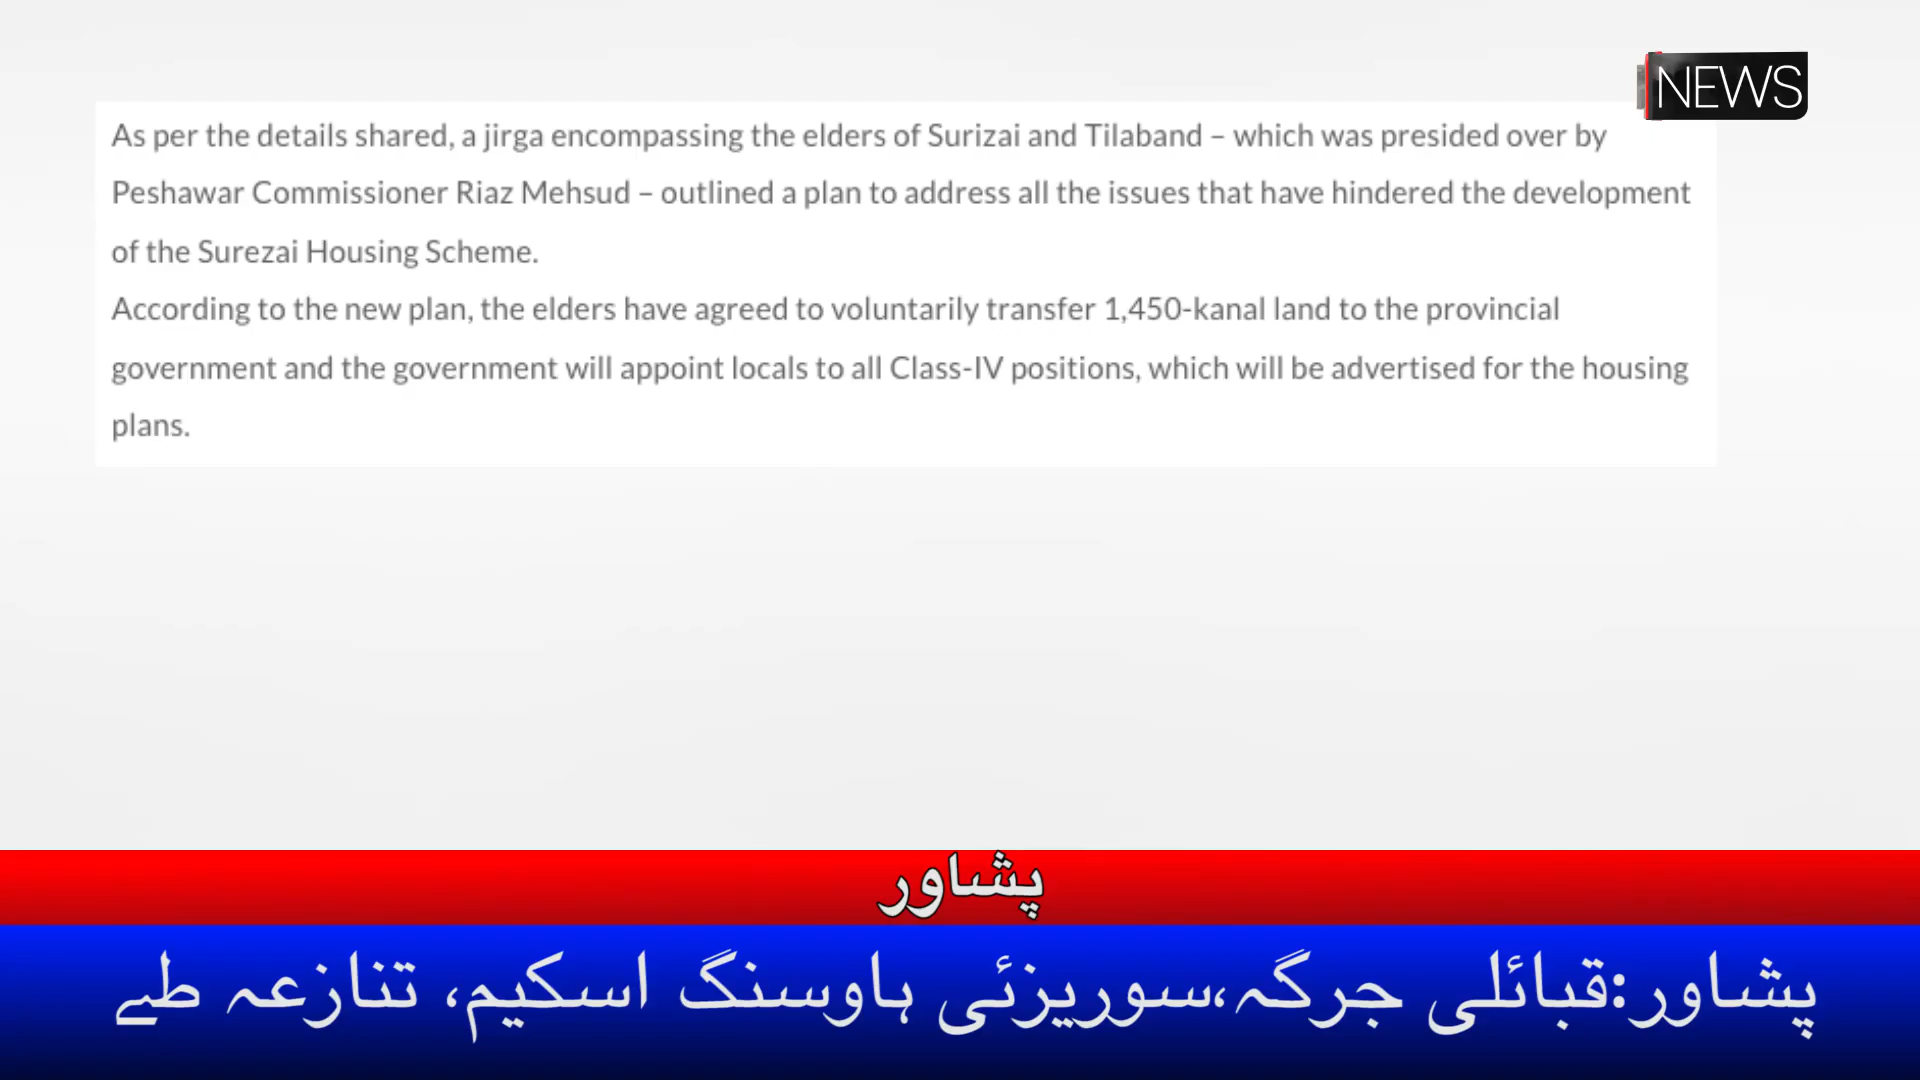 NEWS
As per the details shared, a jirga encompassing the elders of Surizai and Tilaband – which was presided over by
Peshawar Commissioner Riaz Mehsud – outlined a plan to address all the issues that have hindered the development
of the Surezai Housing Scheme.
According to the new plan, the elders have agreed to voluntarily transfer 1,450-kanal land to the provincial
government and the government will appoint locals to all Class-IV positions, which will be advertised for the housing
plans.
پشاور
پشاور:قبائلی جرگہ،سوریزئی ہاوسنگ اسکیم، تنازعہ طے